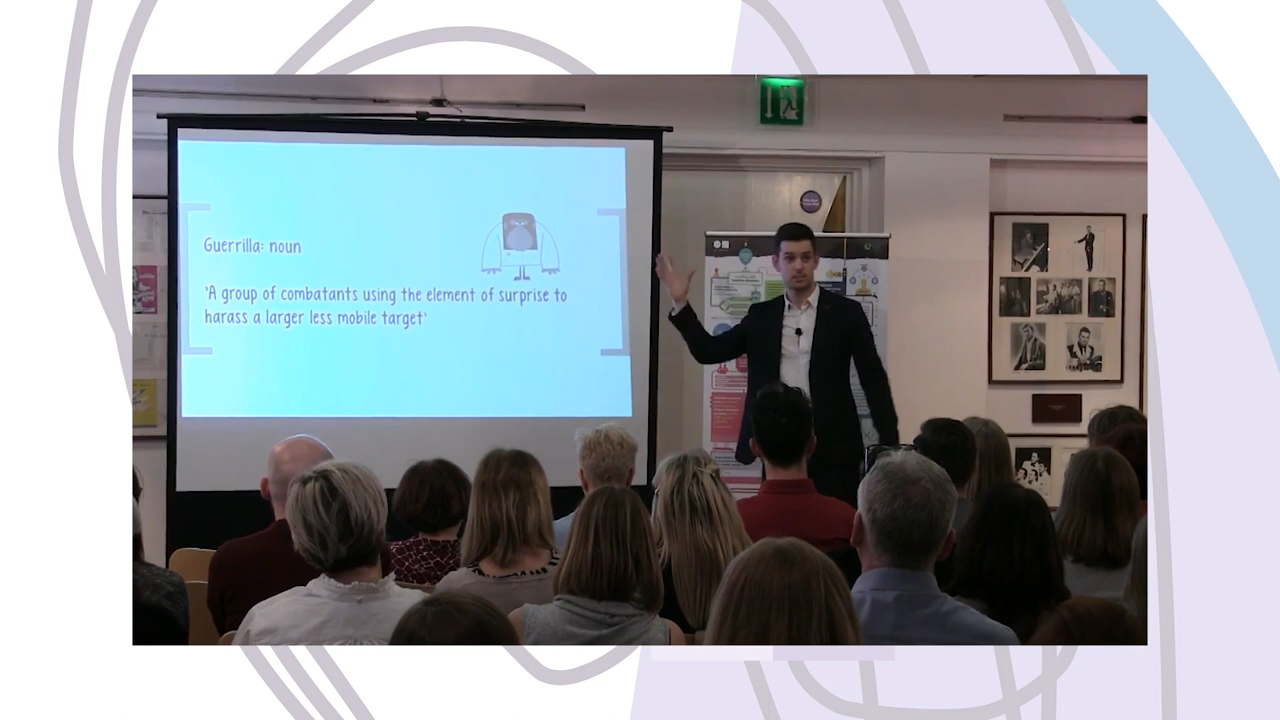 Guerrilla: noun
'A group of combatants using the element of surprise to
harass a larger less mobile target'